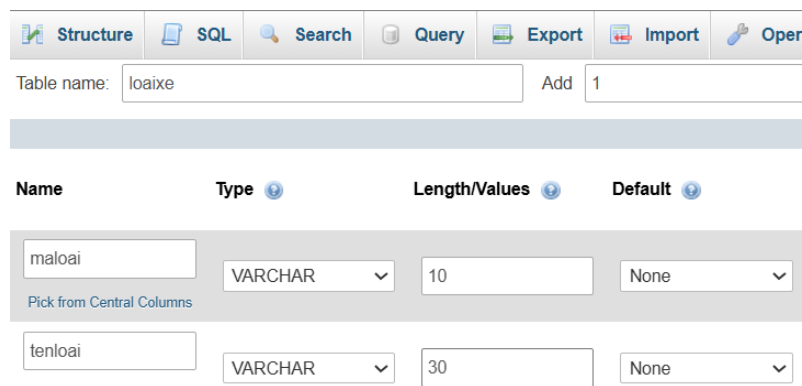 Structure SQL Search Query Export Import Oper
Table name: loaixe Add 1
Name Type Length/Values Default
maloai VARCHAR 10 None
Pick from Central Columns
tenloai VARCHAR 30 None